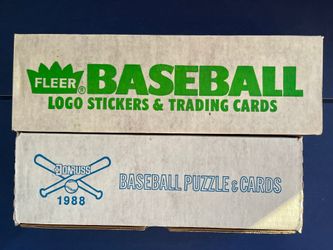 FLEER® BASEBALL
LOGO STICKERS & TRADING CARDS
DONRUSS
1988
BASEBALL PUZZLE & CARDS